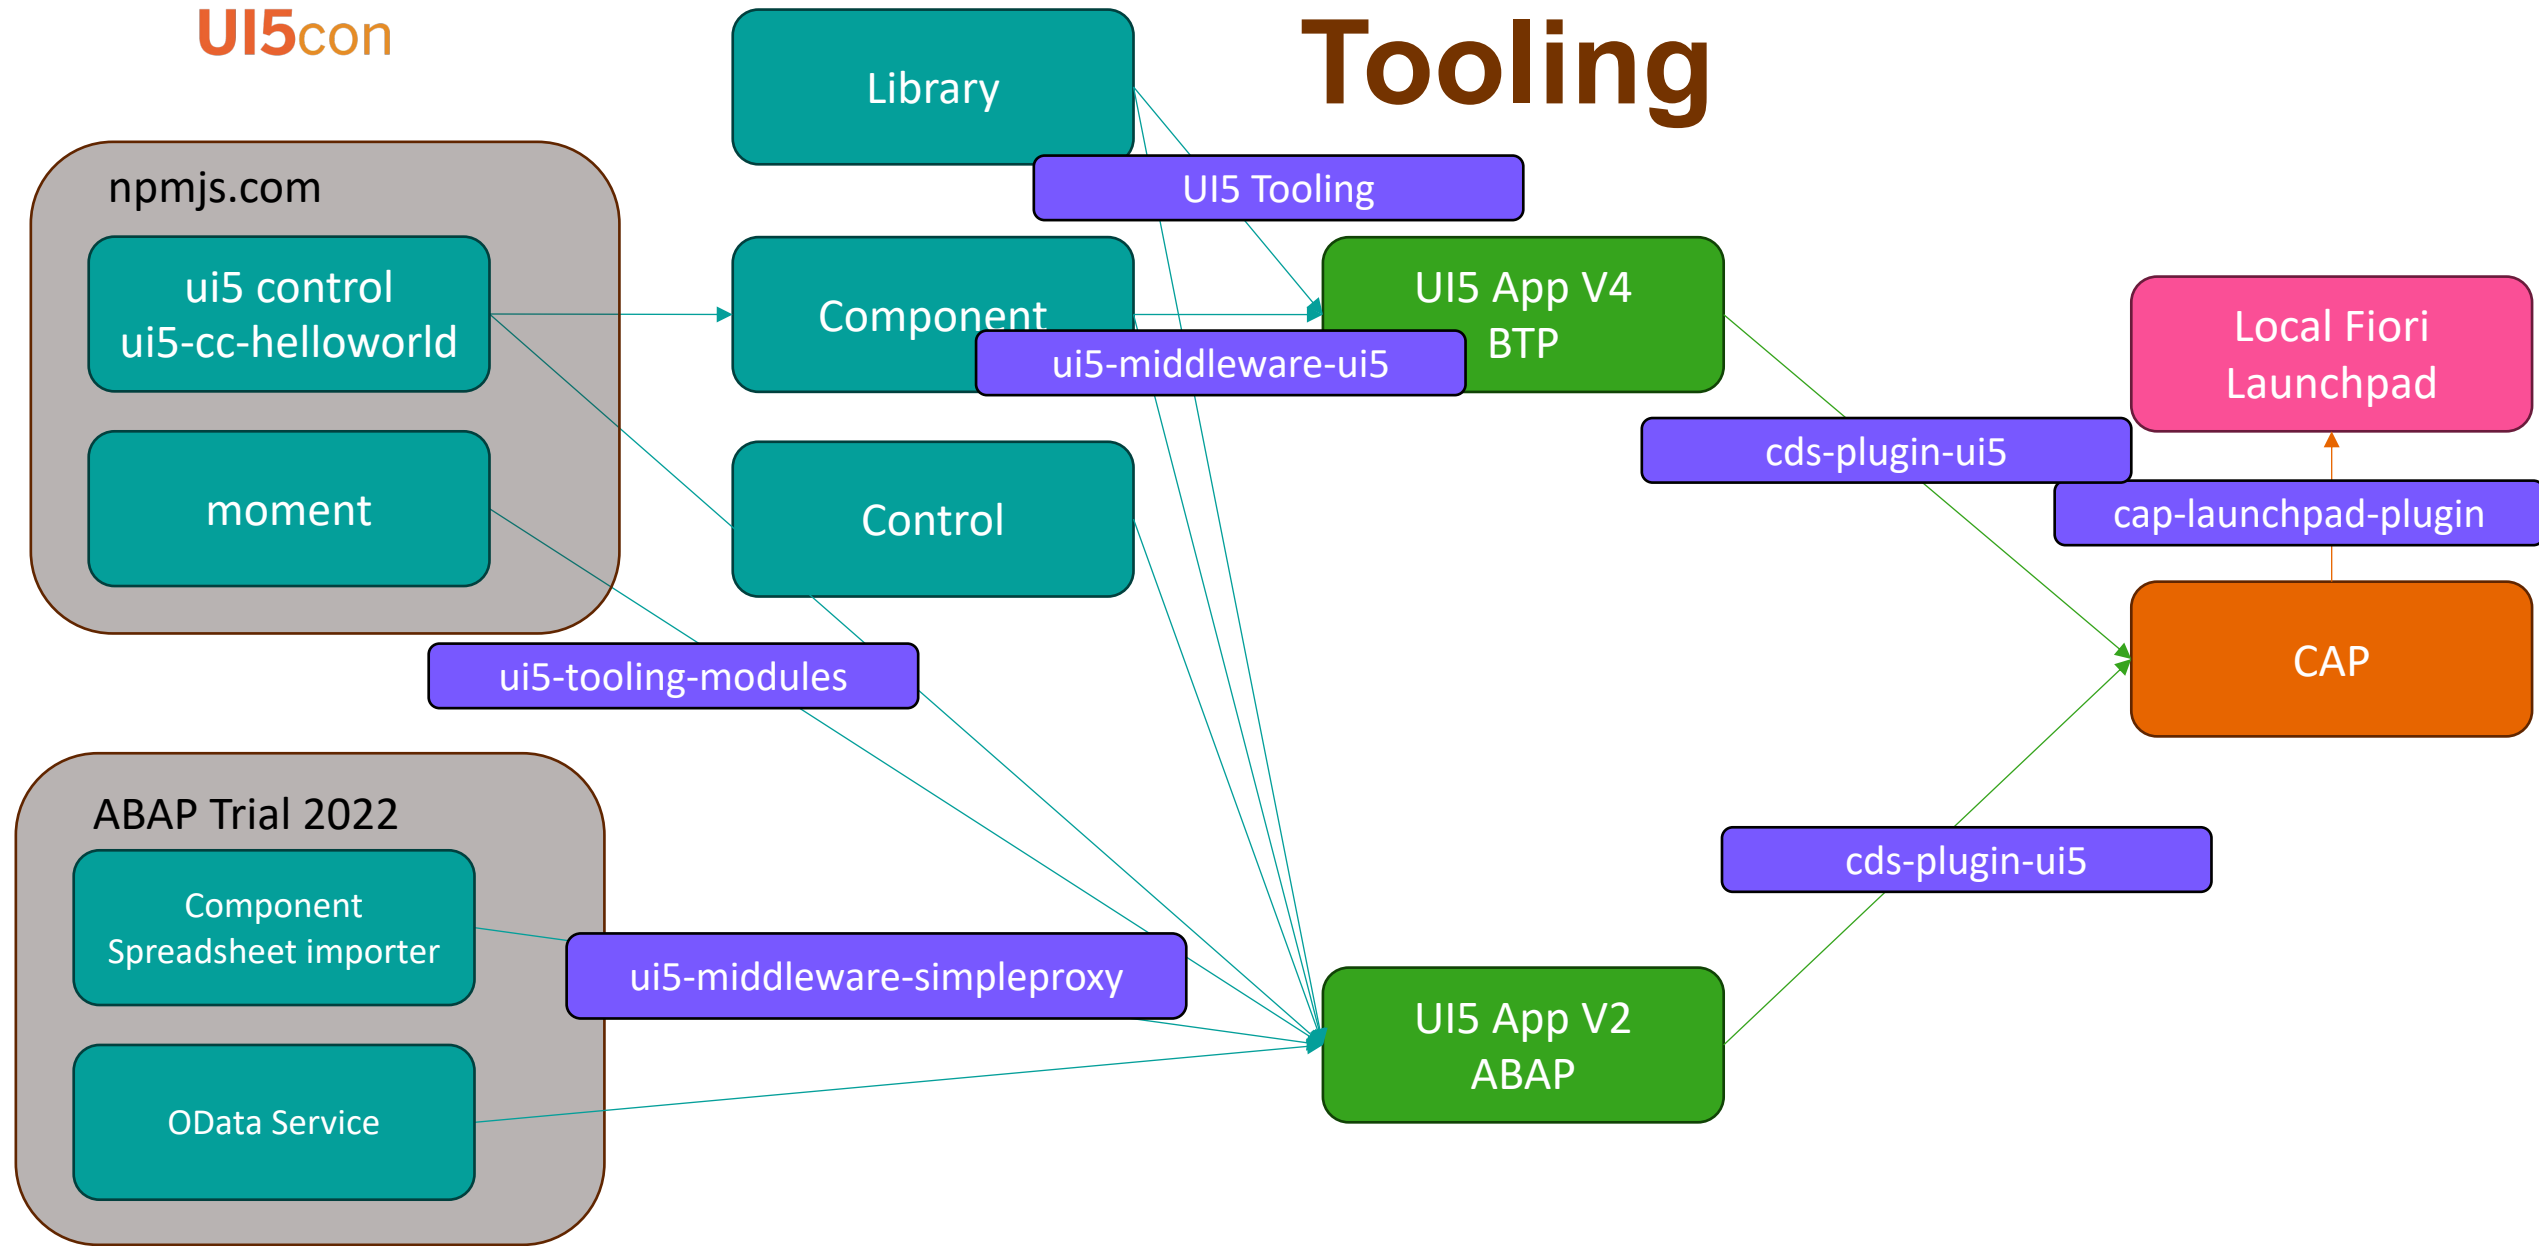 UI5con
Tooling
Library
UI5 Tooling
npmjs.com
ui5 control
ui5-cc-helloworld
moment
Component
ui5-middleware-ui5
UI5 App V4
BTP
Control
cds-plugin-ui5
Local Fiori
Launchpad
cap-launchpad-plugin
CAP
ui5-tooling-modules
ABAP Trial 2022
Component
Spreadsheet importer
OData Service
ui5-middleware-simpleproxy
cds-plugin-ui5
UI5 App V2
ABAP